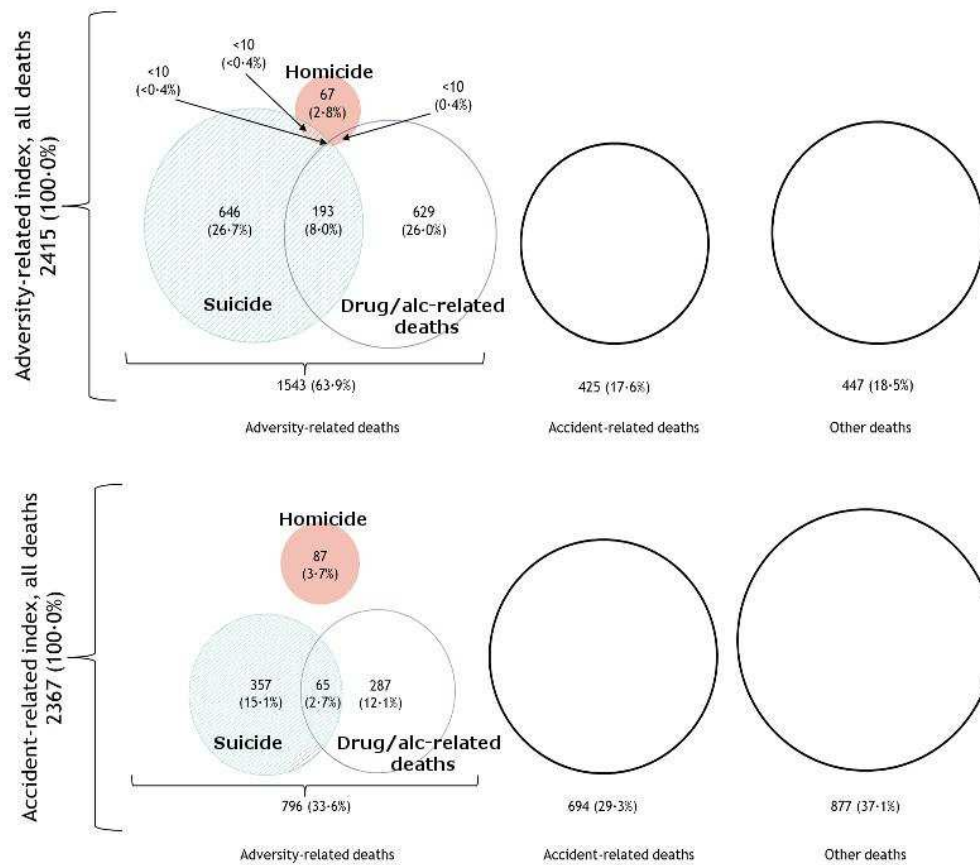 Adversity-related index, all deaths
2415 (100·0%)
<10
(<0·4%)
<10
(<0·4%)
Homicide
67
(2·8%)
<10
(0·4%)
646
(26·7%)
193
(8·0%)
629
(26·0%)
Suicide
Drug/alc-related
deaths
1543 (63·9%)
425 (17·6%)
447 (18·5%)
Adversity-related deaths
Accident-related deaths
Other deaths
Accident-related index, all deaths
2367 (100·0%)
Homicide
87
(3·7%)
357
(15·1%)
65
(2·7%)
287
(12·1%)
Suicide
Drug/alc-related
deaths
796 (33·6%)
694 (29·3%)
877 (37·1%)
Adversity-related deaths
Accident-related deaths
Other deaths